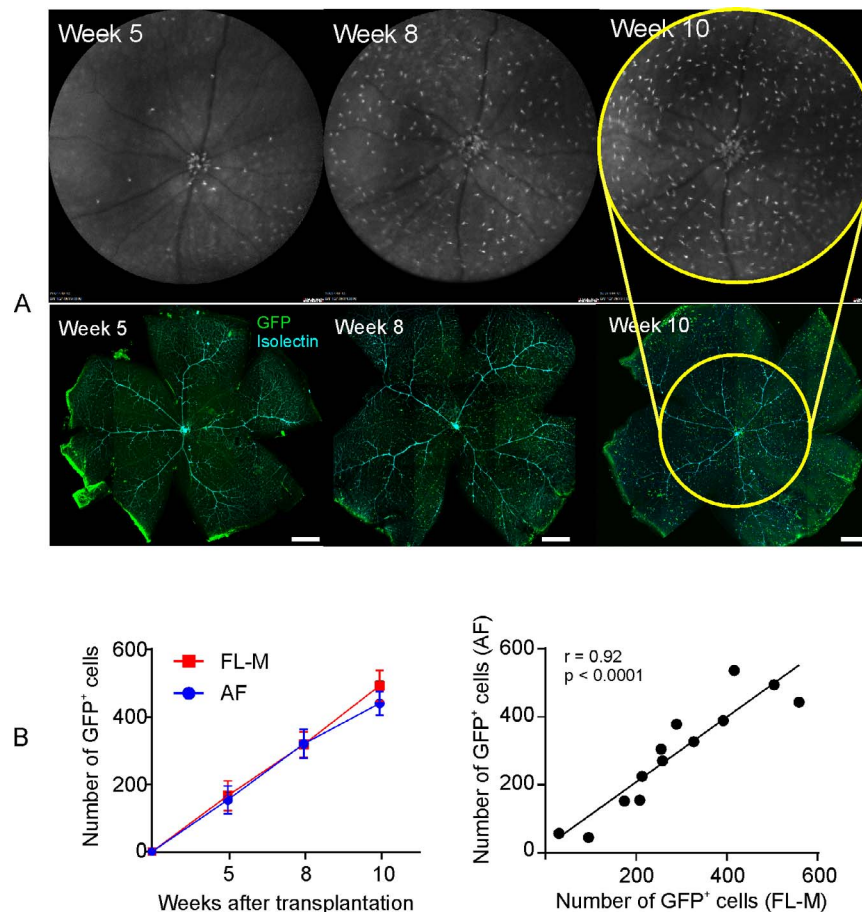 Week 5
Week 8
Week 10
A
Week 5
GFP
Isolectin
Week 8
Week 10
B
Number of GFP+ cells
600
400
200
0
FL-M
AF
5
8
10
Weeks after transplantation
Number of GFP+ cells (AF)
600
400
200
0
r = 0.92
p < 0.0001
200
400
600
Number of GFP+ cells (FL-M)